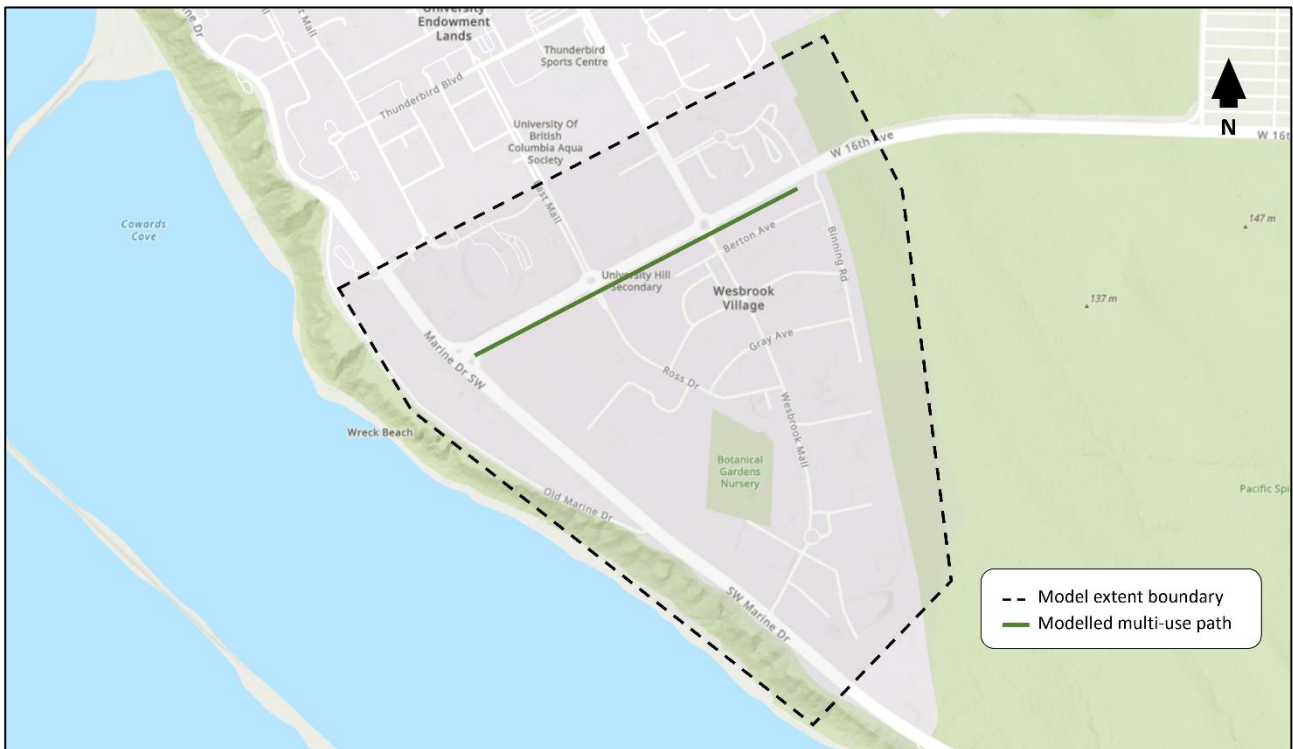 University
Endowment
Lands
Thunderbird
Sports Centre
Thunderbird Blvd
University Of
British
Columbia Aqua
Society
N
W 16th Ave
Cowards
Cove
147 m
Berton Ave
Binning Rd
University Hill
Secondary
Wesbrook
Village
137 m
Gray Ave
Marine Dr SW
Ross Dr
Wreck Beach
Wesbrook Mall
Botanical
Gardens
Nursery
Old Marine Dr
Pacific Spi
SW Marine Dr
Model extent boundary
Modelled multi-use path